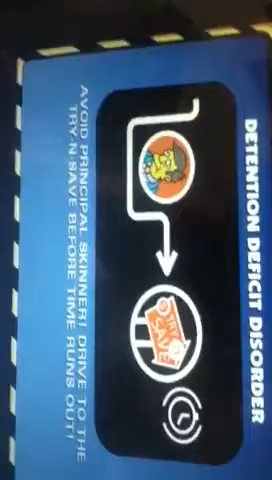 DETENTION DEFICIT DISORDER
TRY
SAVE
AVOID PRINCIPAL SKINNER! DRIVE TO THE
TRY-N-SAVE BEFORE TIME RUNS OUT!